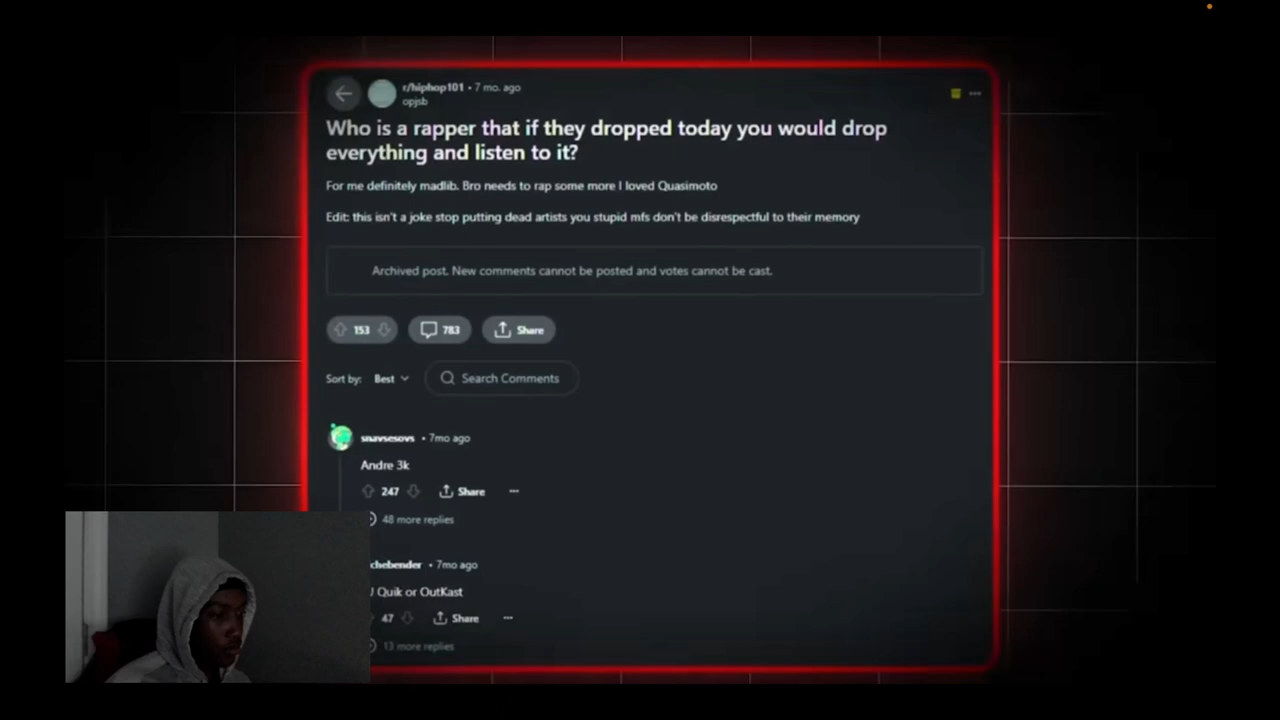 r/hiphop101 • 7 mo. ago
opjsb
Who is a rapper that if they dropped today you would drop
everything and listen to it?
For me definitely madlib. Bro needs to rap some more I loved Quasimoto
Edit: this isn't a joke stop putting dead artists you stupid mfs don't be disrespectful to their memory
Archived post. New comments cannot be posted and votes cannot be cast.
153 783 Share
Sort by: Best Search Comments
snavsesovs • 7mo ago
Andre 3k
247 Share
48 more replies
chebender • 7mo ago
Quik or OutKast
47 Share
13 more replies